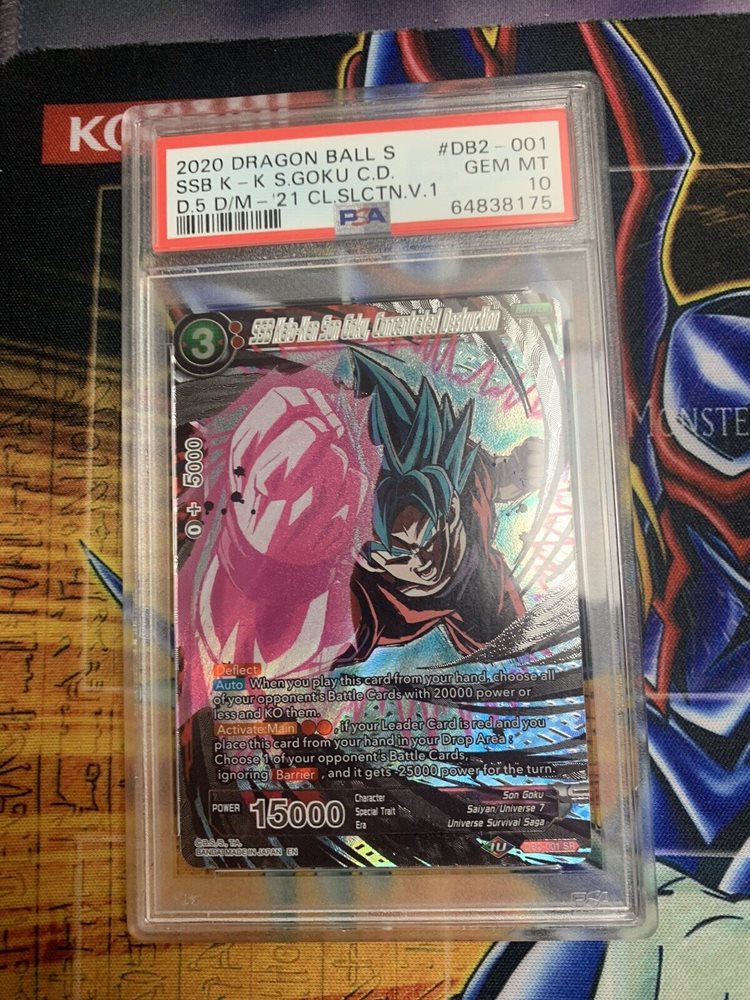 KO
2020 DRAGON BALL S #DB2-001
SSB K-K S.GOKU C.D. GEM MT
D.5 D/M-'21 CL.SLCTN.V.1 10
PSA 64838175
3
SSB Kaio-Ken Son Goku, Concentrated Destruction
BATTLE
0 + 5000
MONSTE
Deflect
Auto When you play this card from your hand, choose all
of your opponent's Battle Cards with 20000 power or
less and KO them.
Activate:Main , if your Leader Card is red and you
place this card from your hand in your Drop Area :
Choose 1 of your opponent's Battle Cards,
ignoring Barrier , and it gets -25000 power for the turn.
POWER 15000
Character Son Goku
Special Trait Saiyan/Universe 7
Era Universe Survival Saga
©B.S./S., T.A.
BANDAI MADE IN JAPAN EN
DB2-001 SR
PSA